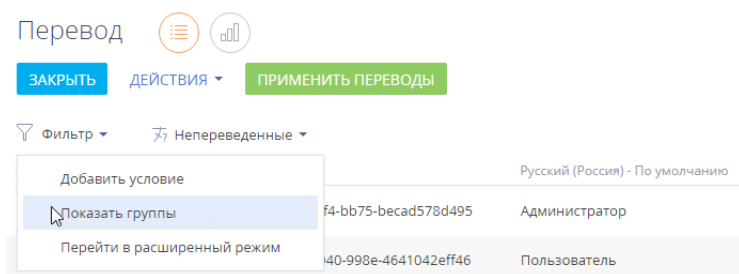 Перевод
ЗАКРЫТЬ ДЕЙСТВИЯ ПРИМЕНИТЬ ПЕРЕВОДЫ
Фильтр Непереведенные
Русский (Россия) - По умолчанию
Добавить условие
Показать группы f4-bb75-becad578d495 Администратор
Перейти в расширенный режим 040-998e-4641042eff46 Пользователь